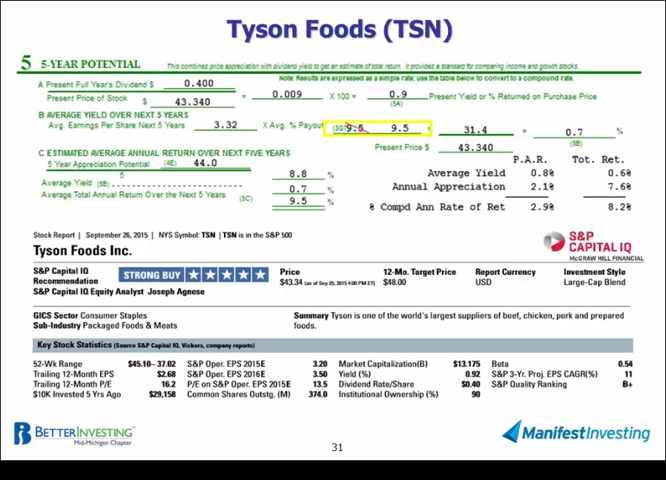 Tyson Foods (TSN)
5 5-YEAR POTENTIAL This combines price appreciation with dividend yield to get an estimate of total return. It provides a standard for comparing income and growth stocks.
Note: Results are expressed as a simple rate; use the table below to convert to a compound rate.
A Present Full Year's Dividend $ 0.400
Present Price of Stock $ 43.340 = 0.009 X 100 = 0.9 (5A) Present Yield or % Returned on Purchase Price
B AVERAGE YIELD OVER NEXT 5 YEARS
Avg. Earnings Per Share Next 5 Years 3.32 X Avg. % Payout (3G) 9.5 9.5 = 31.4 = 0.7 % (5B)
Present Price $ 43.340
C ESTIMATED AVERAGE ANNUAL RETURN OVER NEXT FIVE YEARS
5 Year Appreciation Potential (4E) 44.0
5 8.8 %
Average Yield (5B) 0.7 %
Average Total Annual Return Over the Next 5 Years (5C) 9.5 %
P.A.R. Tot. Ret.
Average Yield 0.8% 0.6%
Annual Appreciation 2.1% 7.6%
% Compd Ann Rate of Ret 2.9% 8.2%
Stock Report | September 26, 2015 | NYS Symbol: TSN | TSN is in the S&P 500
Tyson Foods Inc.
S&P CAPITAL IQ
McGRAW HILL FINANCIAL
S&P Capital IQ Recommendation STRONG BUY ★ ★ ★ ★ ★
Price $43.34 (as of Sep 25, 2015 4:00 PM ET)
12-Mo. Target Price $48.00
Report Currency USD
Investment Style Large-Cap Blend
S&P Capital IQ Equity Analyst Joseph Agnese
GICS Sector Consumer Staples
Sub-Industry Packaged Foods & Meats
Summary Tyson is one of the world's largest suppliers of beef, chicken, pork and prepared foods.
Key Stock Statistics (Source S&P Capital IQ, Vickers, company reports)
52-Wk Range $45.10– 37.02 S&P Oper. EPS 2015E 3.20 Market Capitalization(B) $13.175 Beta 0.54
Trailing 12-Month EPS $2.68 S&P Oper. EPS 2016E 3.50 Yield (%) 0.92 S&P 3-Yr. Proj. EPS CAGR(%) 11
Trailing 12-Month P/E 16.2 P/E on S&P Oper. EPS 2015E 13.5 Dividend Rate/Share $0.40 S&P Quality Ranking B+
$10K Invested 5 Yrs Ago $29,158 Common Shares Outstg. (M) 374.0 Institutional Ownership (%) 90
BETTERINVESTING™
Mid-Michigan Chapter
31
ManifestInvesting